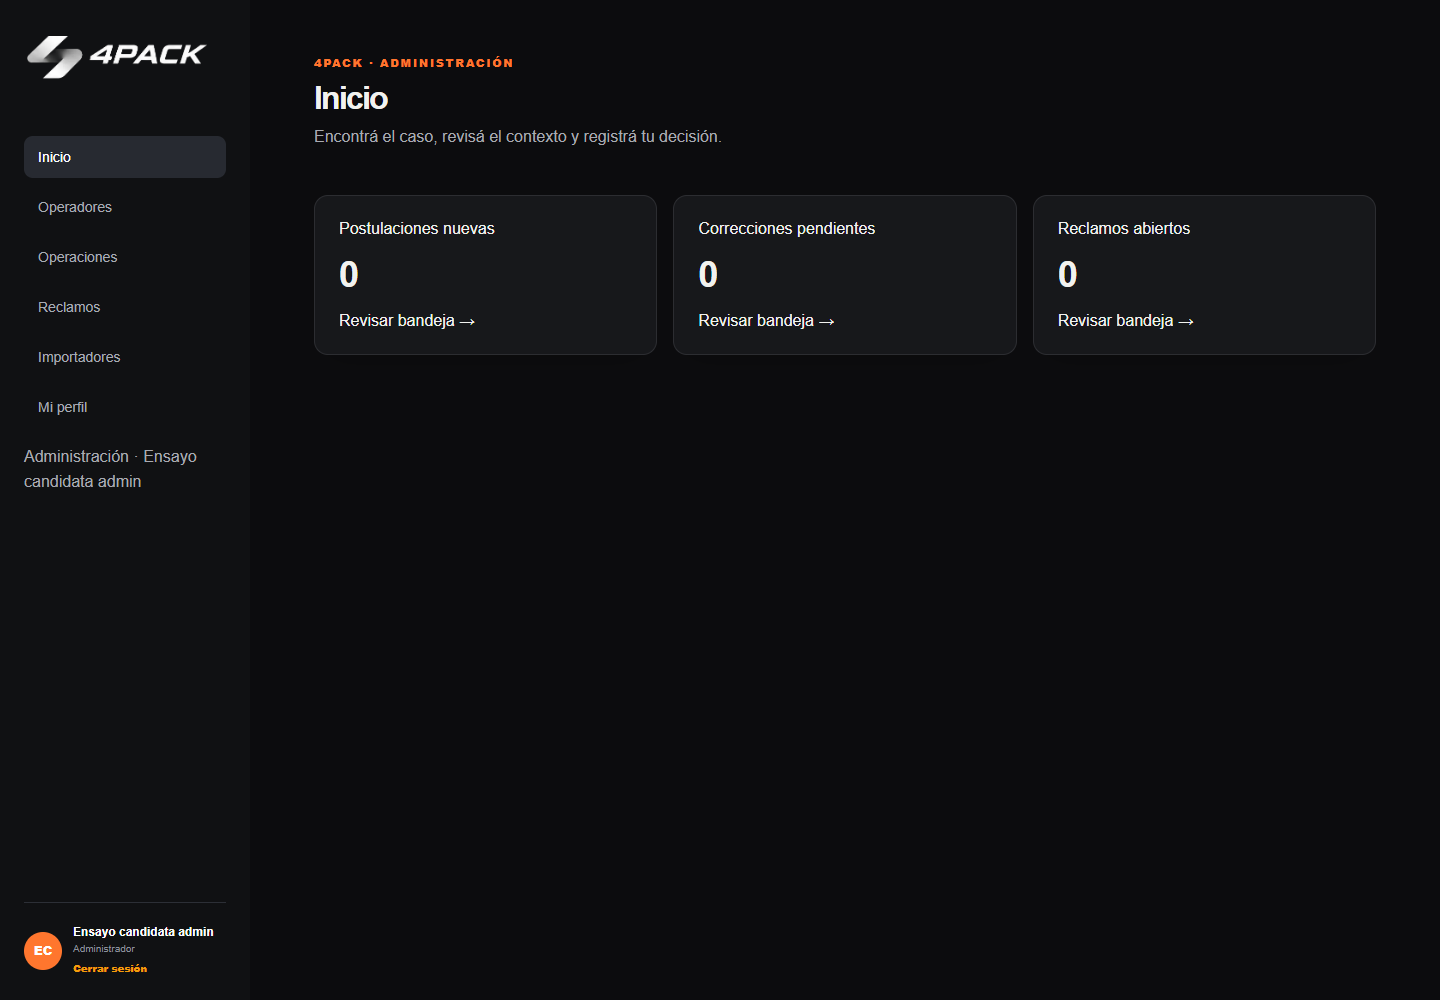 4PACK
Inicio
Operadores
Operaciones
Reclamos
Importadores
Mi perfil
Administración · Ensayo
candidata admin
EC
Ensayo candidata admin
Administrador
Cerrar sesión
4PACK · ADMINISTRACIÓN
Inicio
Encontrá el caso, revisá el contexto y registrá tu decisión.
Postulaciones nuevas
0
Revisar bandeja →
Correcciones pendientes
0
Revisar bandeja →
Reclamos abiertos
0
Revisar bandeja →